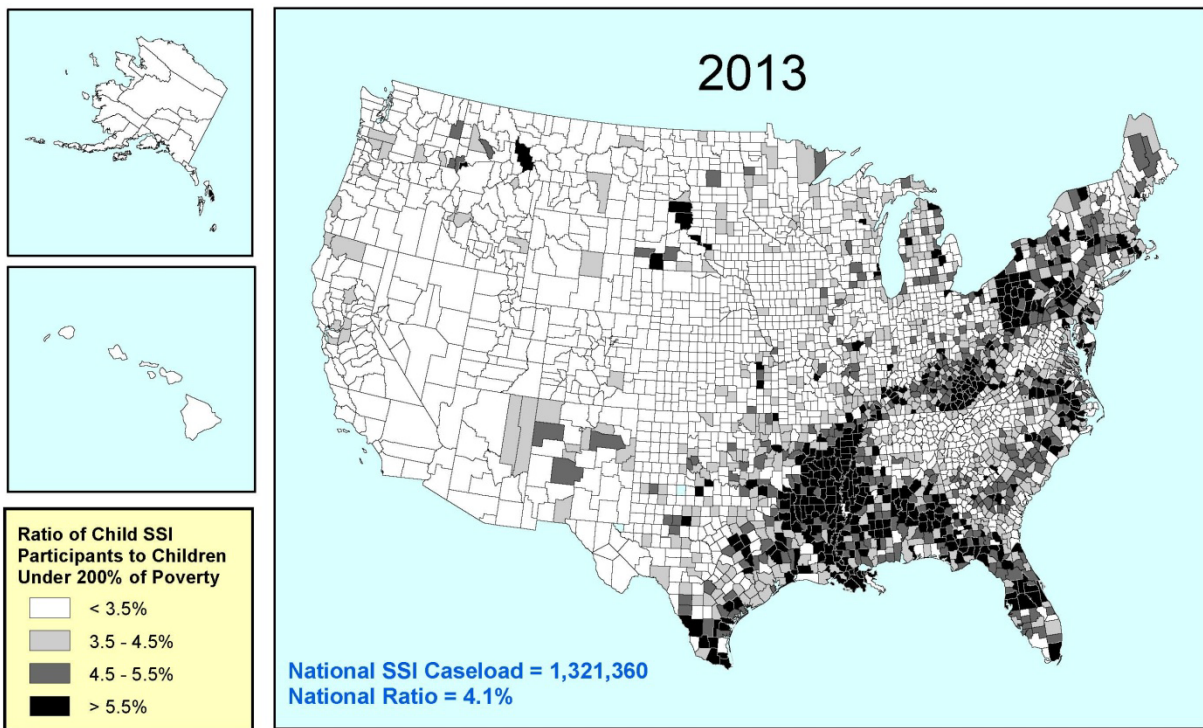 2013
Ratio of Child SSI
Participants to Children
Under 200% of Poverty
< 3.5%
3.5 - 4.5%
4.5 - 5.5%
> 5.5%
National SSI Caseload = 1,321,360
National Ratio = 4.1%